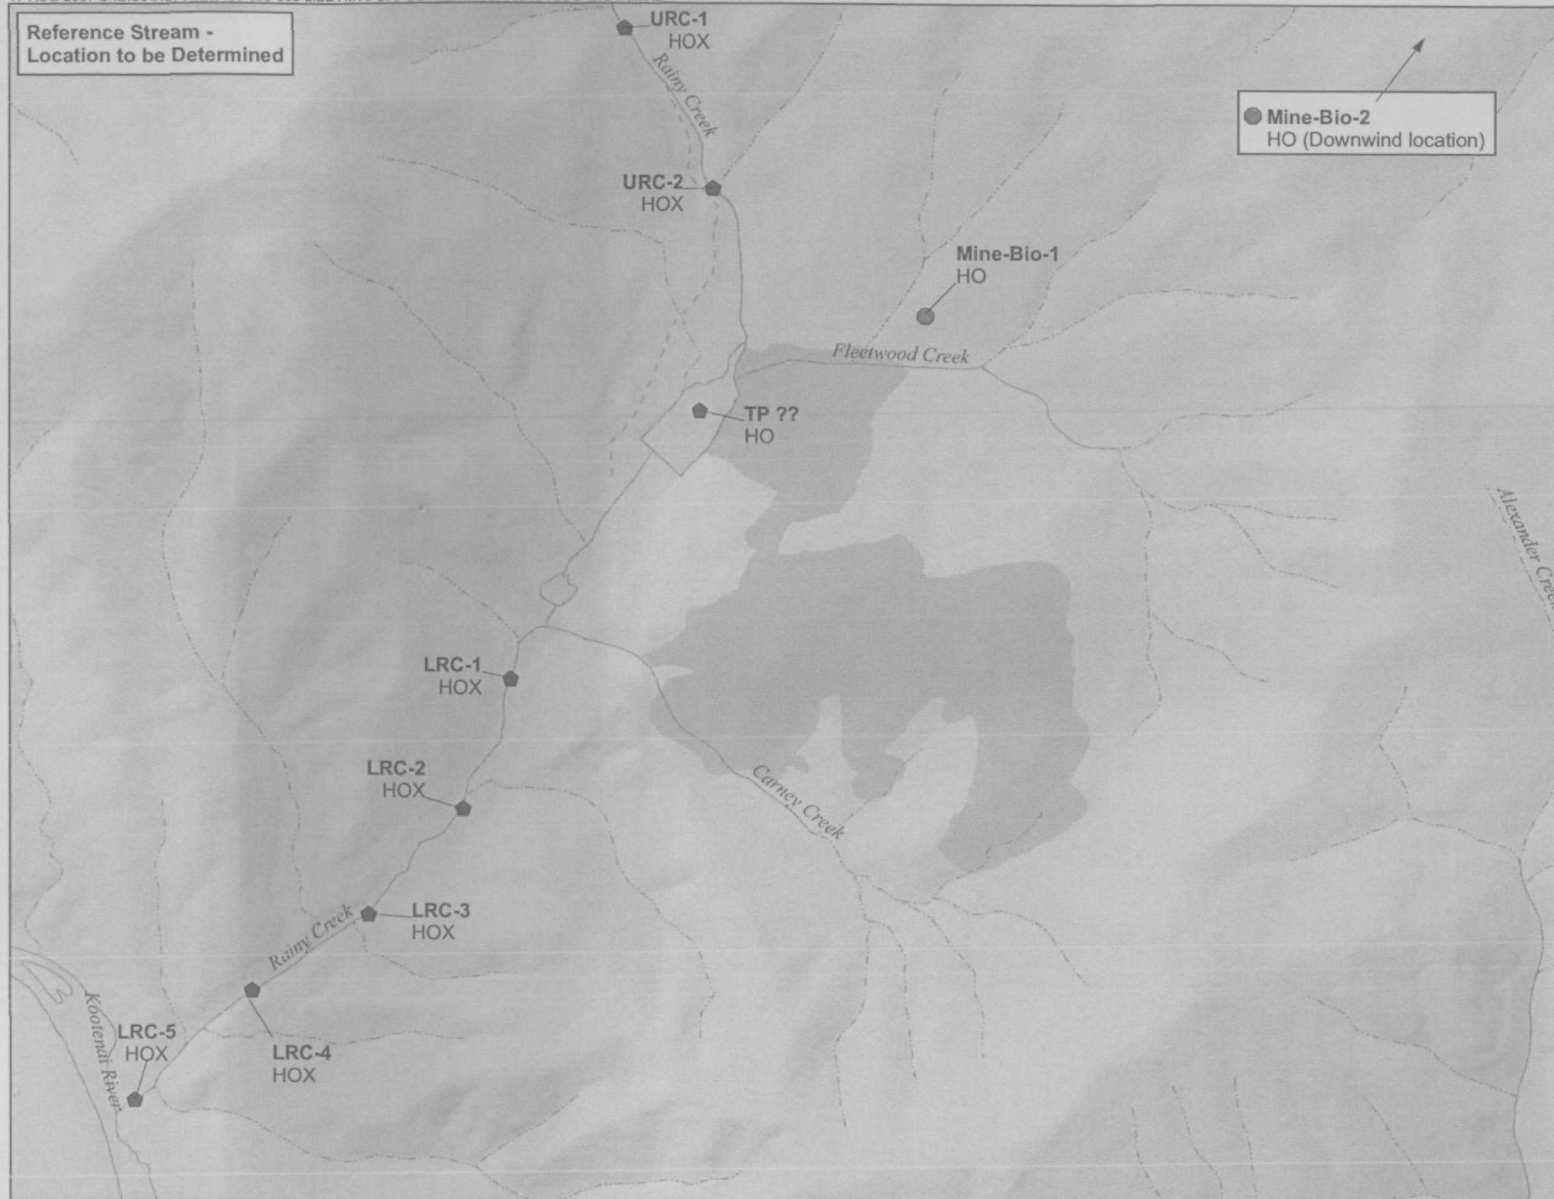 Reference Stream -
Location to be Determined
URC-1
HOX
Rainy Creek
Mine-Bio-2
HO (Downwind location)
URC-2
HOX
Mine-Bio-1
HO
Fleetwood Creek
TP ??
HO
Alexander Creek
LRC-1
HOX
LRC-2
HOX
Carney Creek
LRC-3
HOX
Rainy Creek
Kootenai River
LRC-5
HOX
LRC-4
HOX